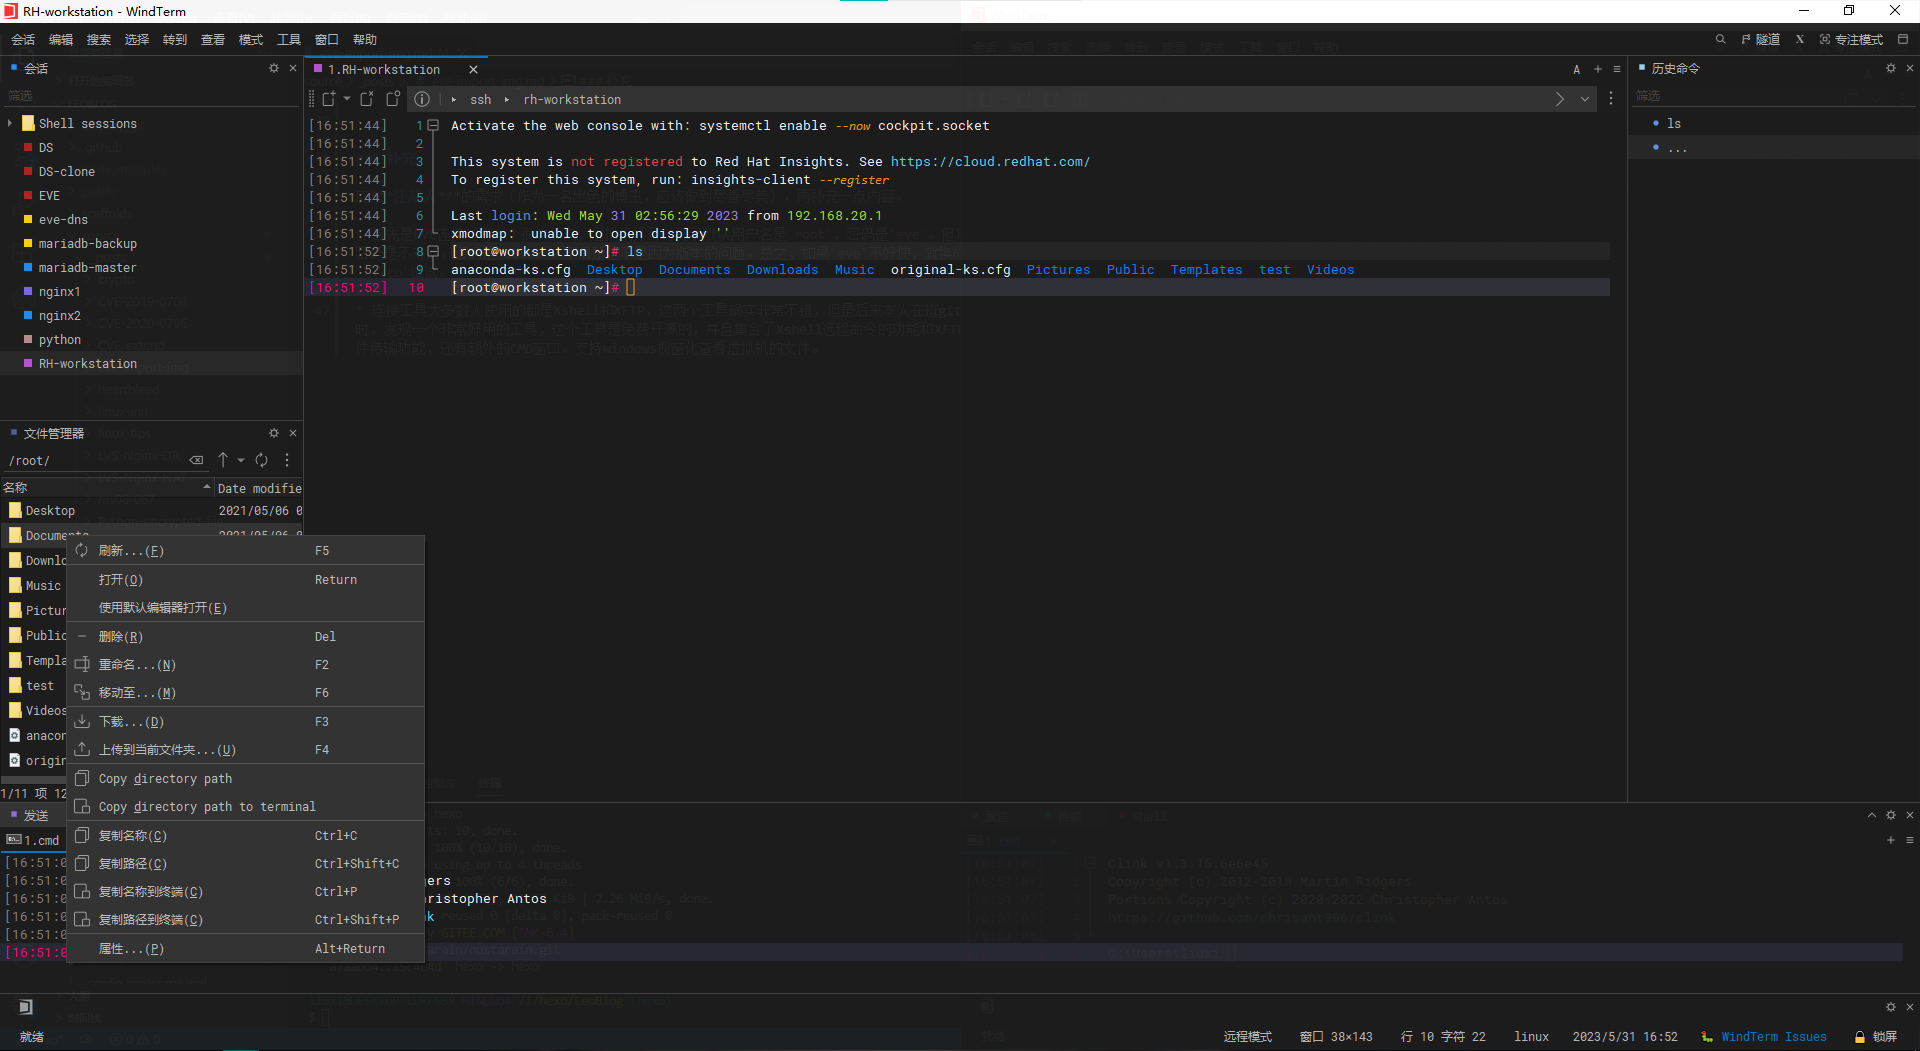 RH-workstation - WindTerm
会话 编辑 搜索 选择 转到 查看 模式 工具 窗口 帮助
隧道 X 专注模式
会话
筛选
Shell sessions
DS
DS-clone
EVE
eve-dns
mariadb-backup
mariadb-master
nginx1
nginx2
python
RH-workstation
1.RH-workstation
A
ssh rh-workstation
[16:51:44] 1 Activate the web console with: systemctl enable --now cockpit.socket
[16:51:44] 2
[16:51:44] 3 This system is not registered to Red Hat Insights. See https://cloud.redhat.com/
[16:51:44] 4 To register this system, run: insights-client --register
[16:51:44] 5
[16:51:44] 6 Last login: Wed May 31 02:56:29 2023 from 192.168.20.1
[16:51:44] 7 xmodmap: unable to open display ''
[16:51:52] 8 [root@workstation ~]# ls
[16:51:52] 9 anaconda-ks.cfg Desktop Documents Downloads Music original-ks.cfg Pictures Public Templates test Videos
[16:51:52] 10 [root@workstation ~]#
历史命令
筛选
ls
...
文件管理器
/root/
名称 Date modifie
Desktop 2021/05/06 0
Documents 2021/05/06 0
Downlo
Music
Pictur
Public
Templa
test
Videos
anacon
origin
1/11 项 12
刷新...(F) F5
打开(O) Return
使用默认编辑器打开(E)
删除(R) Del
重命名...(N) F2
移动至...(M) F6
下载...(D) F3
上传到当前文件夹...(U) F4
Copy directory path
Copy directory path to terminal
复制名称(C) Ctrl+C
复制路径(C) Ctrl+Shift+C
复制名称到终端(C) Ctrl+P
复制路径到终端(C) Ctrl+Shift+P
属性...(P) Alt+Return
发送
1.cmd
[16:51:0
[16:51:0 gers
[16:51:0 hristopher Antos
[16:51:0 k
[16:51:0
[16:51:0
就绪
远程模式 窗口 38×143 行 10 字符 22 linux 2023/5/31 16:52 WindTerm Issues 锁屏